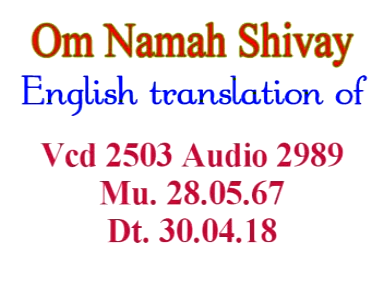 Om Namah Shivay
English translation of
Vcd 2503 Audio 2989
Mu. 28.05.67
Dt. 30.04.18